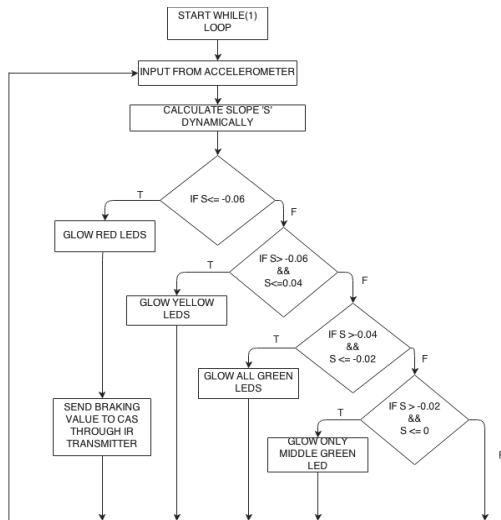 START WHILE(1)
LOOP
INPUT FROM ACCELEROMETER
CALCULATE SLOPE 'S'
DYNAMICALLY
IF S<= -0.06
T
F
GLOW RED LEDS
IF S> -0.06
&&
S<=0.04
T
F
GLOW YELLOW
LEDS
IF S >-0.04
&&
S <= -0.02
T
F
GLOW ALL GREEN
LEDS
IF S > -0.02
&&
S <= 0
T
F
SEND BRAKING
VALUE TO CAS
THROUGH IR
TRANSMITTER
GLOW ONLY
MIDDLE GREEN
LED